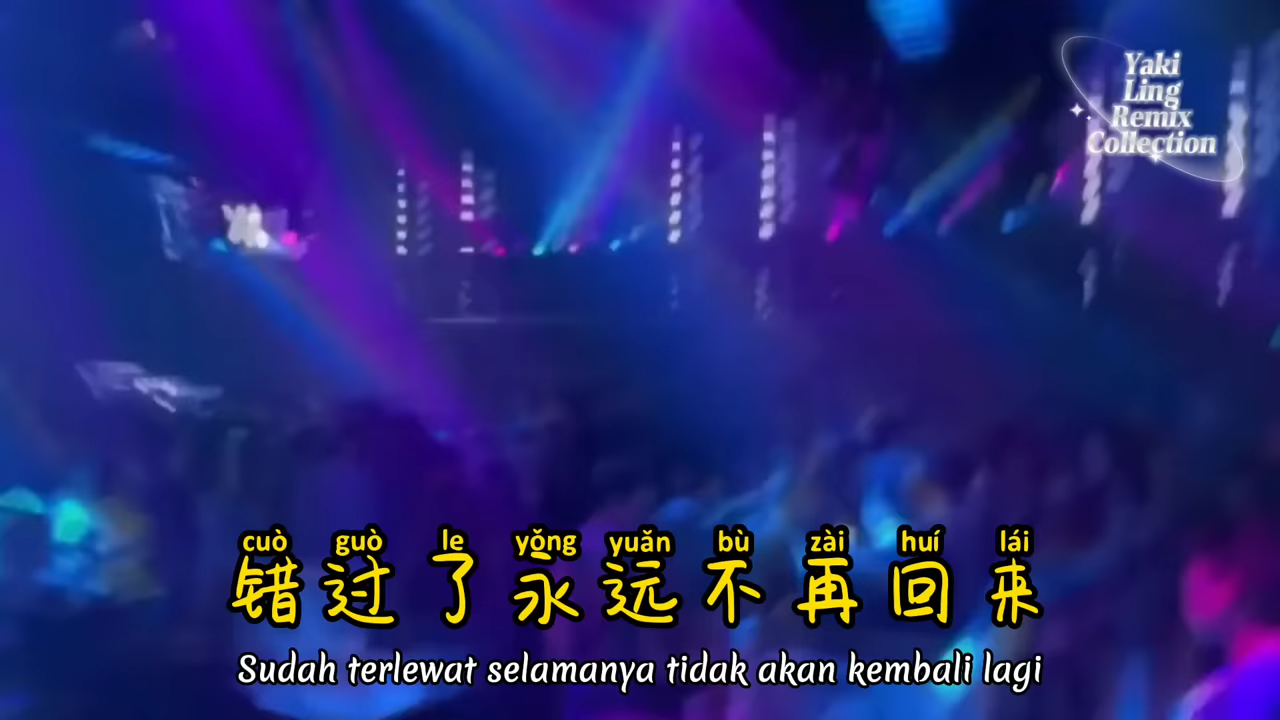 Yaki
Ling
Remix
Collection
cuò guò le yǒng yuǎn bù zài huí lái
错过了永远不再回来
Sudah terlewat selamanya tidak akan kembali lagi